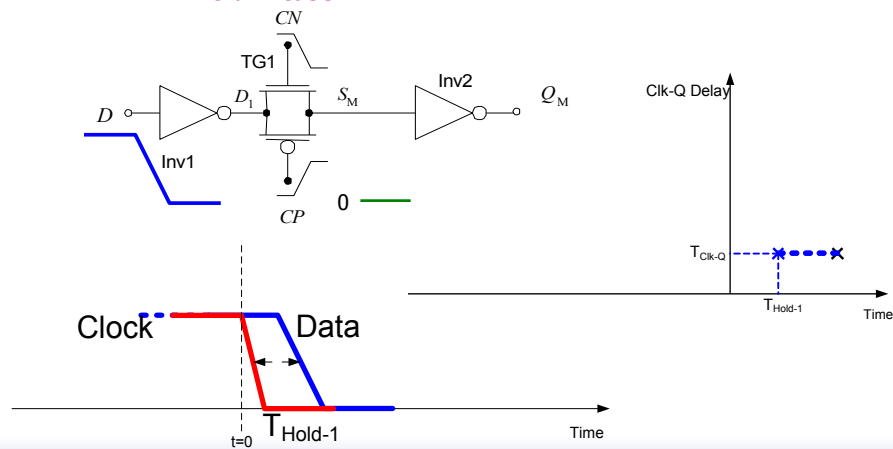 CN
TG1
Inv2
D
D1
SM
QM
Inv1
0
CP
Clk-Q Delay
TClk-Q
THold-1
Time
Clock
Data
THold-1
t=0
Time